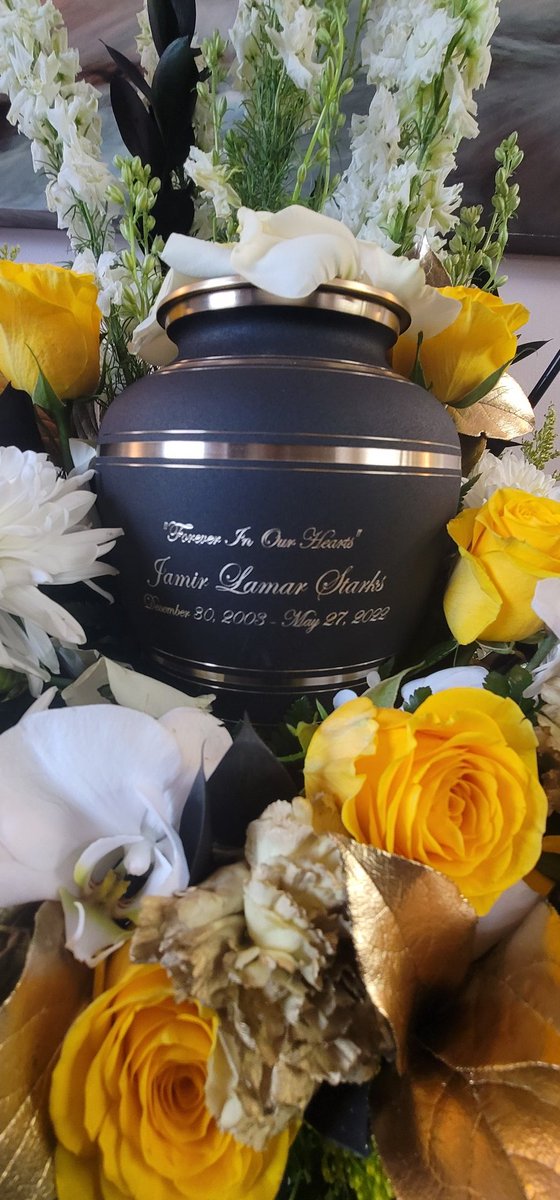 "Forever In Our Hearts"
Jamir Lamar Starks
December 30, 2003 - May 27, 2022